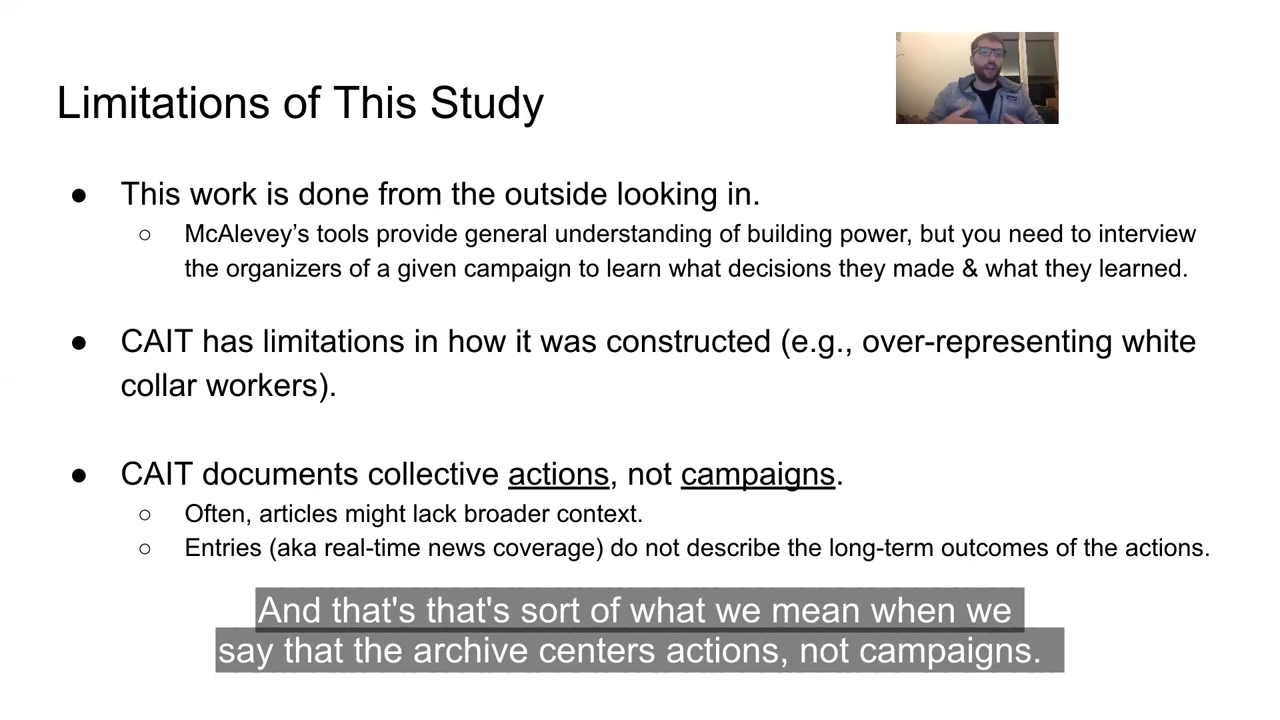 Limitations of This Study
● This work is done from the outside looking in.
○ McAlevey’s tools provide general understanding of building power, but you need to interview
the organizers of a given campaign to learn what decisions they made & what they learned.
● CAIT has limitations in how it was constructed (e.g., over-representing white
collar workers).
● CAIT documents collective actions, not campaigns.
○ Often, articles might lack broader context.
○ Entries (aka real-time news coverage) do not describe the long-term outcomes of the actions.
And that's that's sort of what we mean when we
say that the archive centers actions, not campaigns.